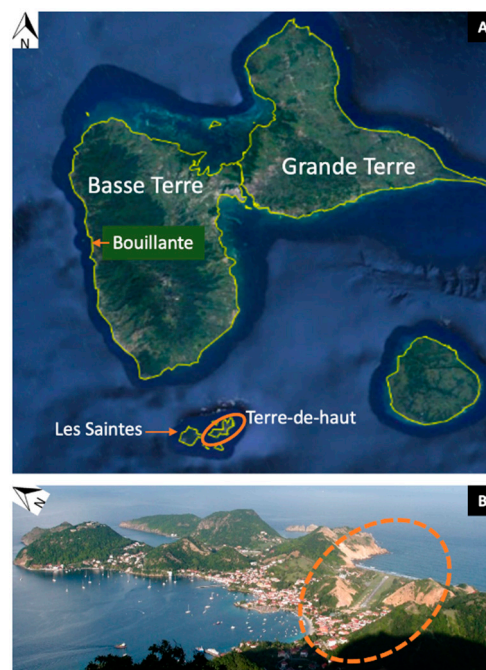 A
N
Grande Terre
Basse Terre
Bouillante
Terre-de-haut
Les Saintes
B
N